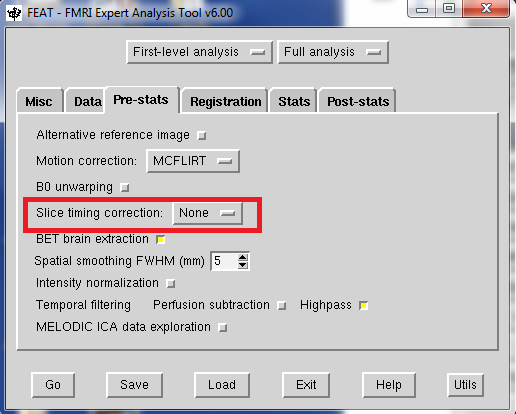 FEAT - FMRI Expert Analysis Tool v6.00
First-level analysis Full analysis
Misc Data Pre-stats Registration Stats Post-stats
Alternative reference image
Motion correction: MCFLIRT
B0 unwarping
Slice timing correction: None
BET brain extraction
Spatial smoothing FWHM (mm) 5
Intensity normalization
Temporal filtering Perfusion subtraction Highpass
MELODIC ICA data exploration
Go Save Load Exit Help Utils